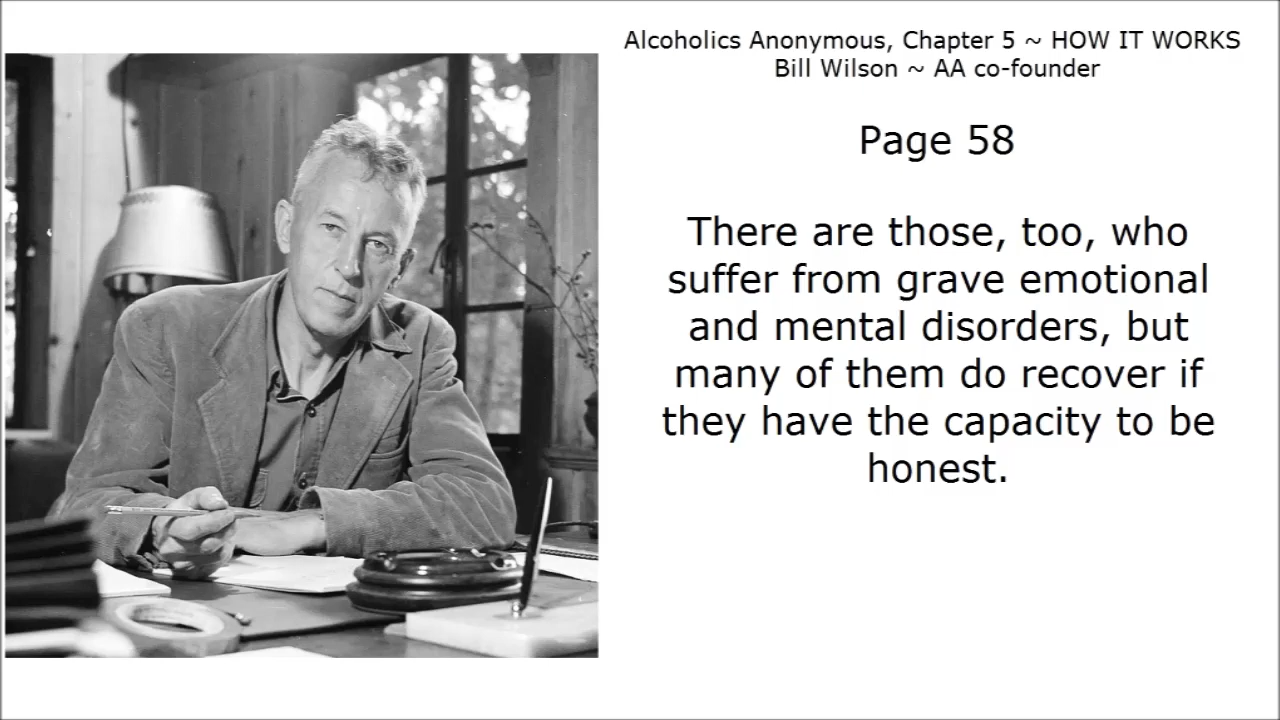 Alcoholics Anonymous, Chapter 5 ~ HOW IT WORKS
Bill Wilson ~ AA co-founder
Page 58
There are those, too, who
suffer from grave emotional
and mental disorders, but
many of them do recover if
they have the capacity to be
honest.